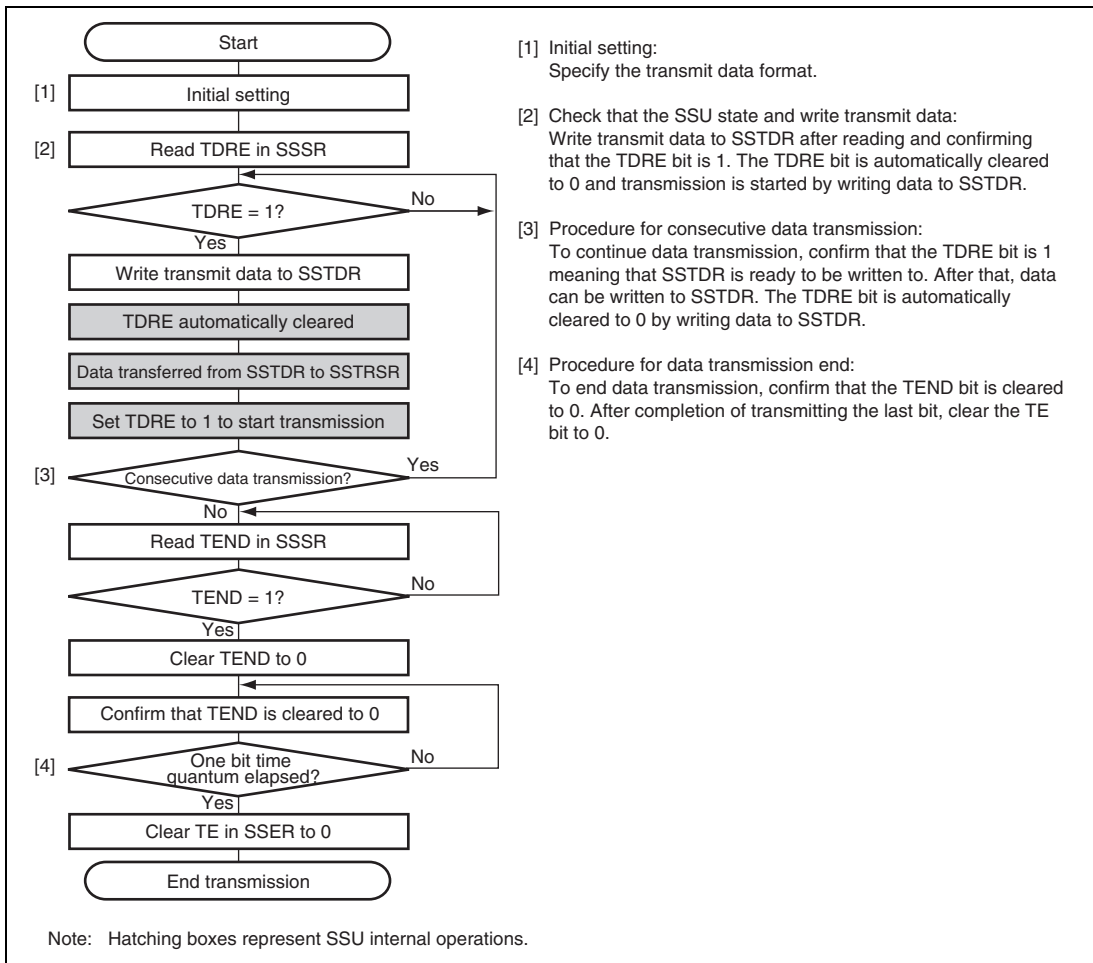 Start
[1] Initial setting
[2] Read TDRE in SSSR
TDRE = 1?
No
Yes
Write transmit data to SSTDR
TDRE automatically cleared
Data transferred from SSTDR to SSTRSR
Set TDRE to 1 to start transmission
[3] Consecutive data transmission?
Yes
No
Read TEND in SSSR
TEND = 1?
No
Yes
Clear TEND to 0
Confirm that TEND is cleared to 0
[4] One bit time
quantum elapsed?
No
Yes
Clear TE in SSER to 0
End transmission
[1] Initial setting:
Specify the transmit data format.
[2] Check that the SSU state and write transmit data:
Write transmit data to SSTDR after reading and confirming
that the TDRE bit is 1. The TDRE bit is automatically cleared
to 0 and transmission is started by writing data to SSTDR.
[3] Procedure for consecutive data transmission:
To continue data transmission, confirm that the TDRE bit is 1
meaning that SSTDR is ready to be written to. After that, data
can be written to SSTDR. The TDRE bit is automatically
cleared to 0 by writing data to SSTDR.
[4] Procedure for data transmission end:
To end data transmission, confirm that the TEND bit is cleared
to 0. After completion of transmitting the last bit, clear the TE
bit to 0.
Note: Hatching boxes represent SSU internal operations.